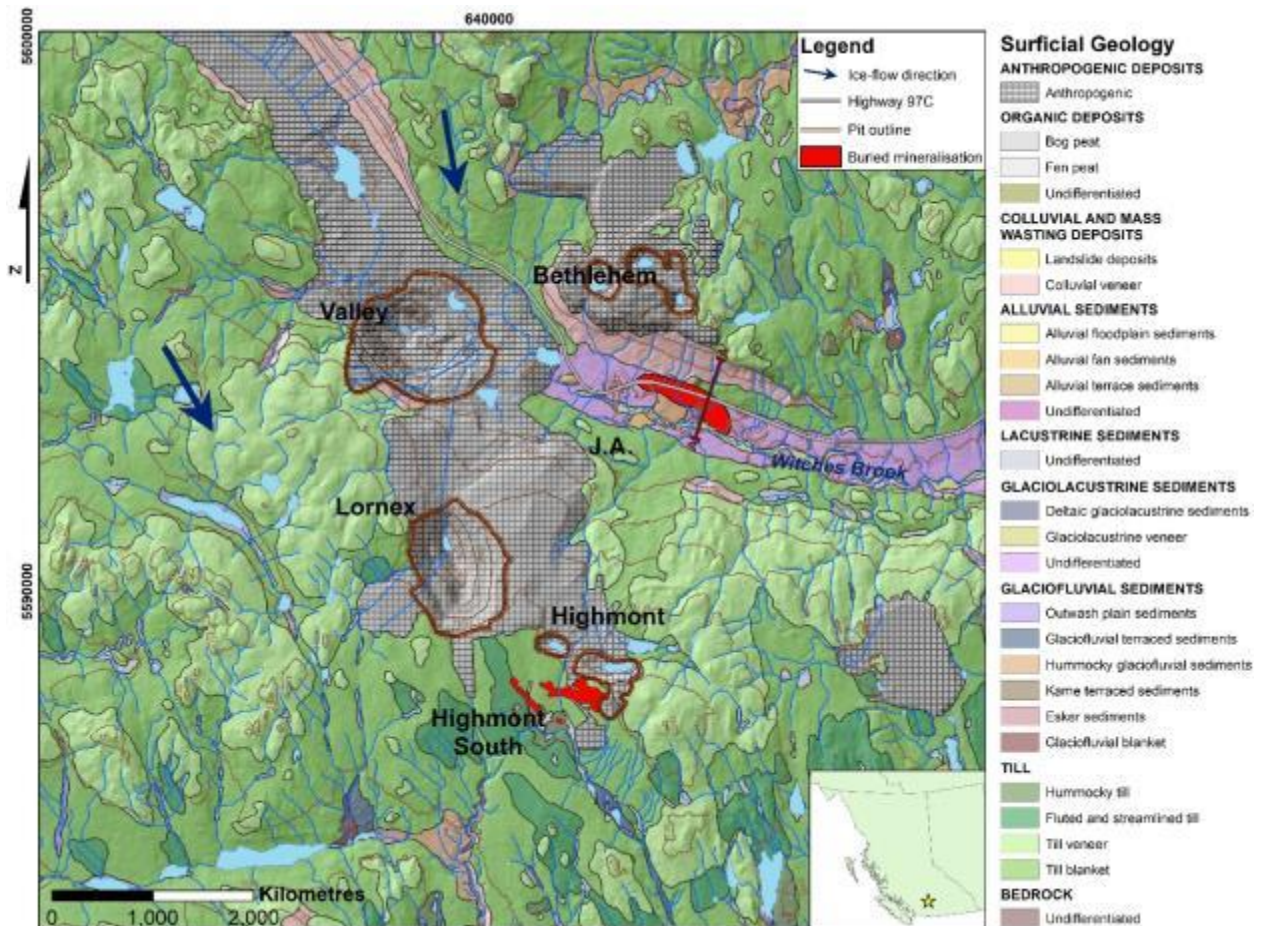 640000
5600000
5590000
N
Legend
Ice-flow direction
Highway 97C
Pit outline
Buried mineralisation
Bethlehem
Valley
J.A.
Witches Brook
Lornex
Highmont
Highmont
South
Kilometres
0 1,000 2,000
Surficial Geology
ANTHROPOGENIC DEPOSITS
Anthropogenic
ORGANIC DEPOSITS
Bog peat
Fen peat
Undifferentiated
COLLUVIAL AND MASS
WASTING DEPOSITS
Landslide deposits
Colluvial veneer
ALLUVIAL SEDIMENTS
Alluvial floodplain sediments
Alluvial fan sediments
Alluvial terrace sediments
Undifferentiated
LACUSTRINE SEDIMENTS
Undifferentiated
GLACIOLACUSTRINE SEDIMENTS
Deltaic glaciolacustrine sediments
Glaciolacustrine veneer
Undifferentiated
GLACIOFLUVIAL SEDIMENTS
Outwash plain sediments
Glaciofluvial terraced sediments
Hummocky glaciofluvial sediments
Kame terraced sediments
Esker sediments
Glaciofluvial blanket
TILL
Hummocky till
Fluted and streamlined till
Till veneer
Till blanket
BEDROCK
Undifferentiated